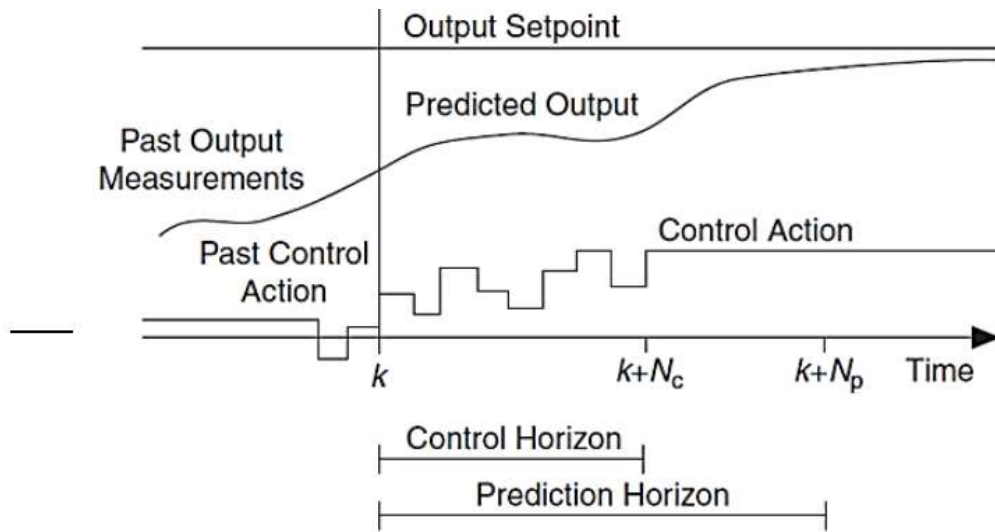 Output Setpoint
Predicted Output
Past Output
Measurements
Past Control
Action
Control Action
k
k+Nc
k+Np
Time
Control Horizon
Prediction Horizon